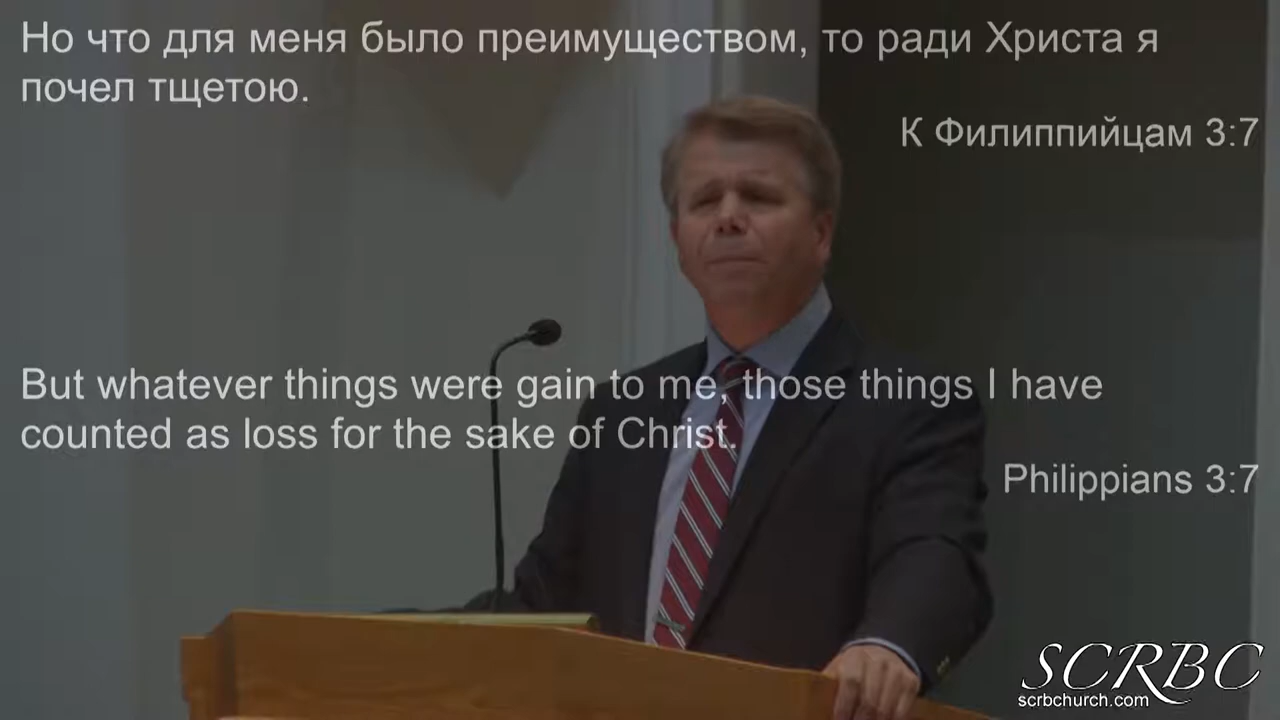 Но что для меня было преимуществом, то ради Христа я
почел тщетою.
К Филиппийцам 3:7
But whatever things were gain to me, those things I have
counted as loss for the sake of Christ.
Philippians 3:7
SCRBC
scrbchurch.com